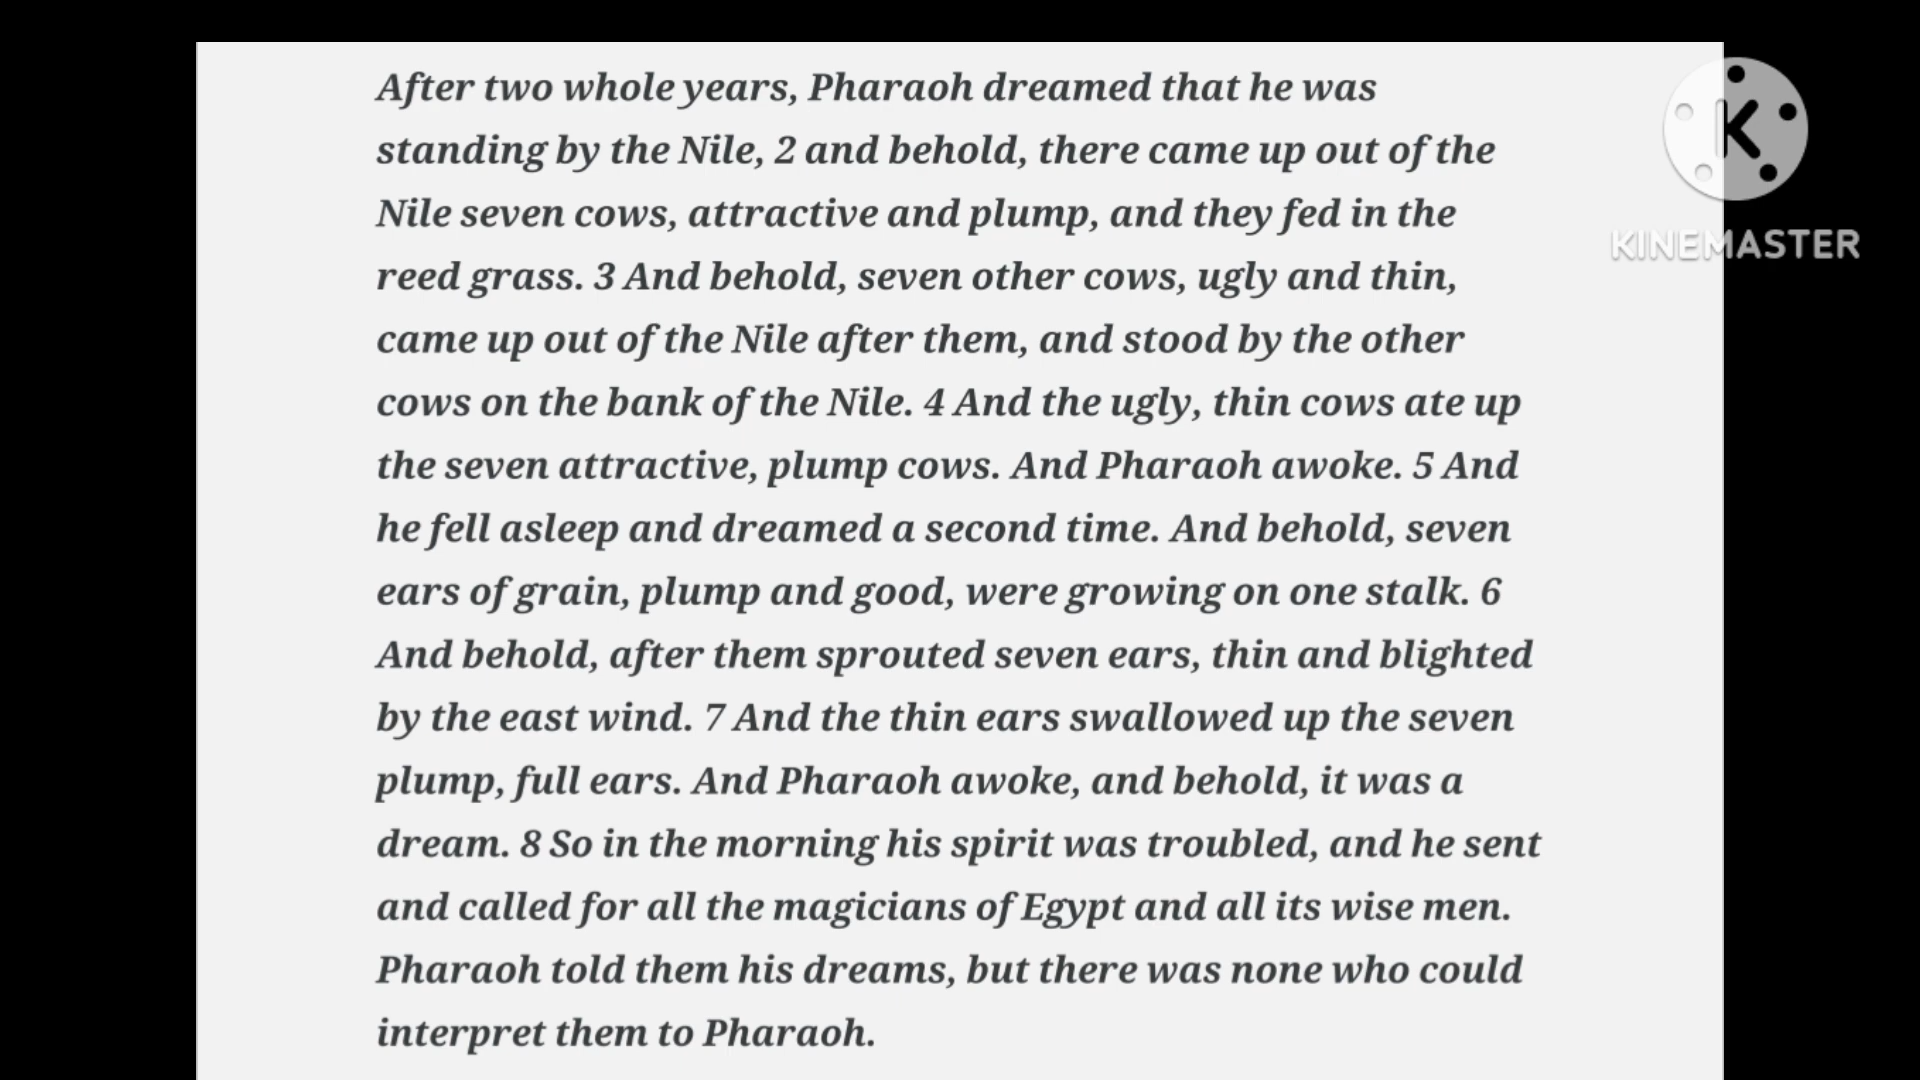 After two whole years, Pharaoh dreamed that he was
standing by the Nile, 2 and behold, there came up out of the
Nile seven cows, attractive and plump, and they fed in the
reed grass. 3 And behold, seven other cows, ugly and thin,
came up out of the Nile after them, and stood by the other
cows on the bank of the Nile. 4 And the ugly, thin cows ate up
the seven attractive, plump cows. And Pharaoh awoke. 5 And
he fell asleep and dreamed a second time. And behold, seven
ears of grain, plump and good, were growing on one stalk. 6
And behold, after them sprouted seven ears, thin and blighted
by the east wind. 7 And the thin ears swallowed up the seven
plump, full ears. And Pharaoh awoke, and behold, it was a
dream. 8 So in the morning his spirit was troubled, and he sent
and called for all the magicians of Egypt and all its wise men.
Pharaoh told them his dreams, but there was none who could
interpret them to Pharaoh.
K
KINEMASTER